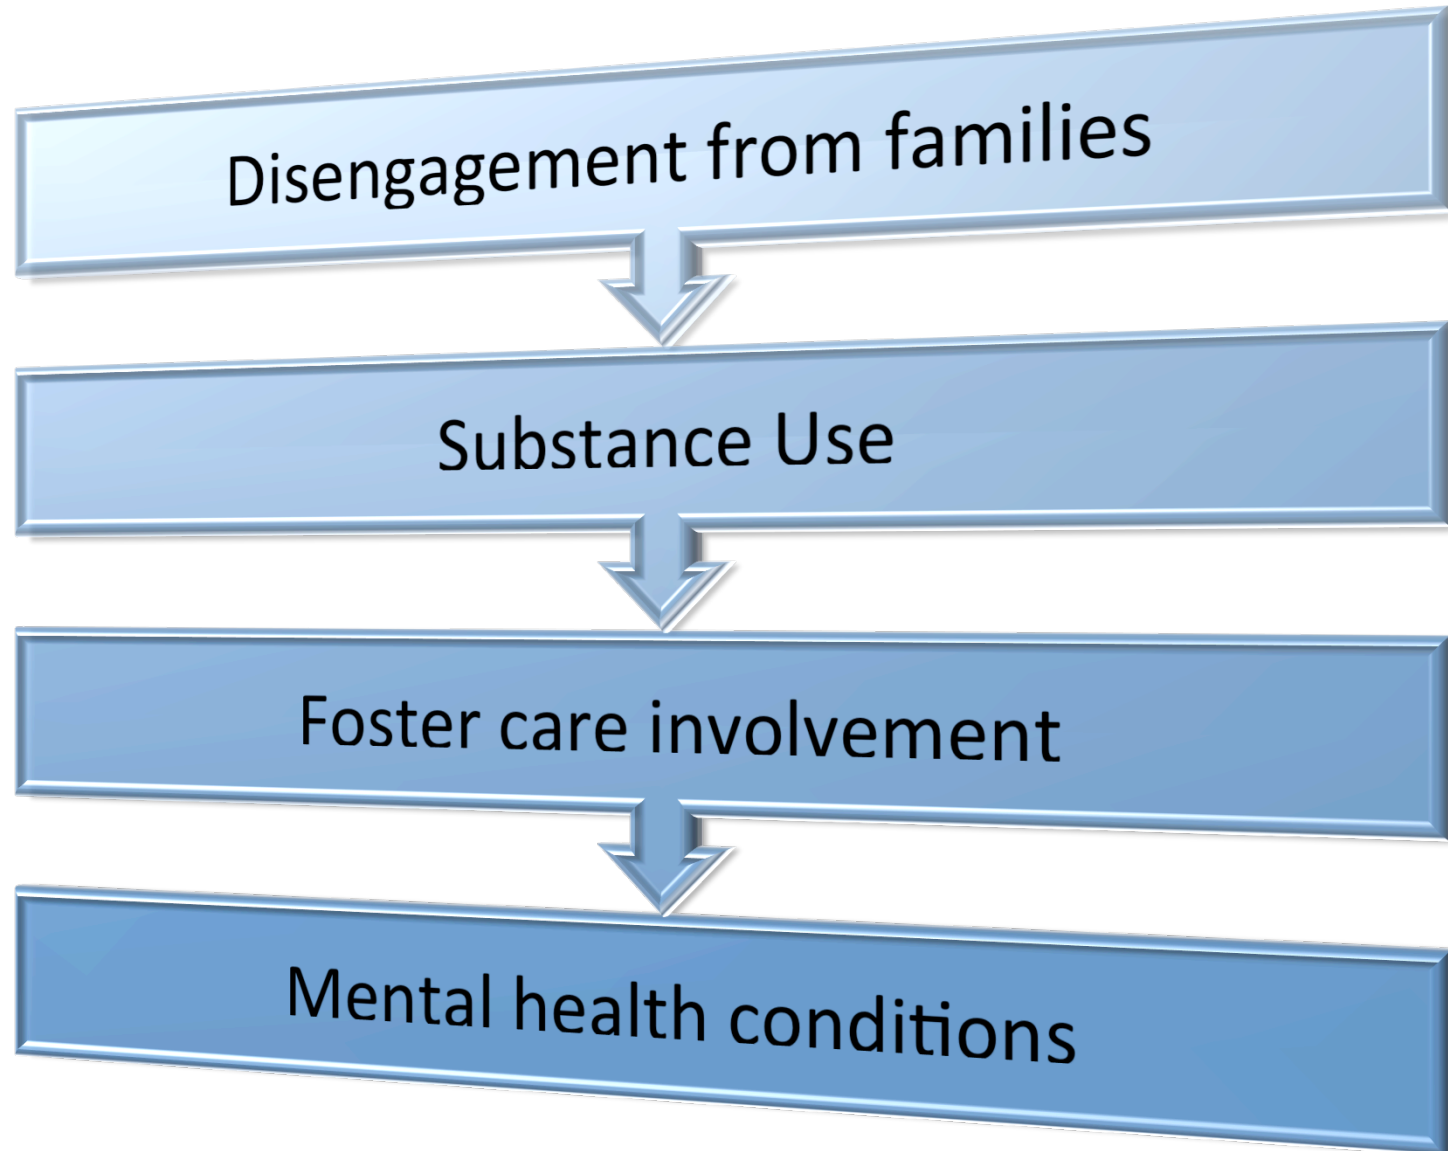 Disengagement from families
Substance Use
Foster care involvement
Mental health conditions